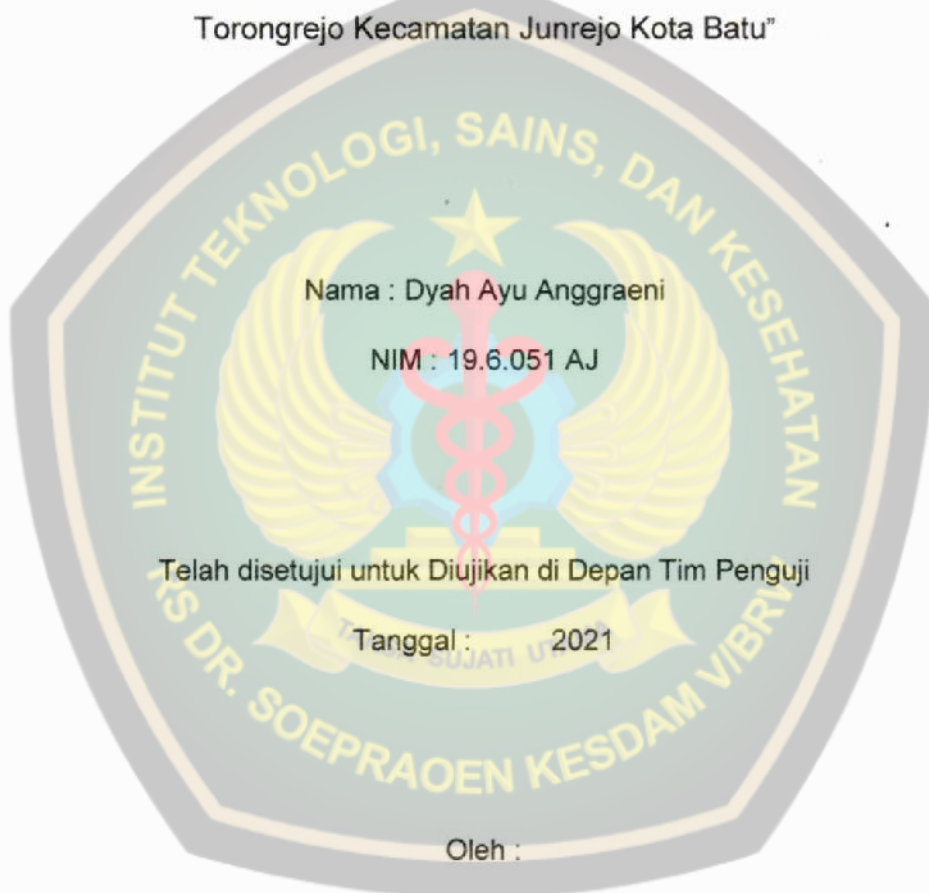 Torongrejo Kecamatan Junrejo Kota Batu”
INSTITUT TEKNOLOGI, SAINS, DAN KESEHATAN
Nama : Dyah Ayu Anggraeni
NIM : 19.6.051 AJ
Telah disetujui untuk Diujikan di Depan Tim Penguji
Tanggal : 2021
SUJATI
RS DR. SOEPRAOEN KESDAM V/BRW
Oleh :